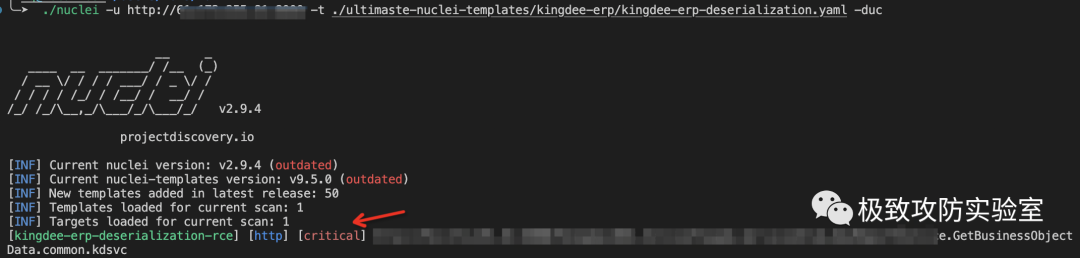 ./nuclei -u http:// -t ./ultimaste-nuclei-templates/kingdee-erp/kingdee-erp-deserialization.yaml -duc
nuclei v2.9.4
projectdiscovery.io
[INF] Current nuclei version: v2.9.4 (outdated)
[INF] Current nuclei-templates version: v9.5.0 (outdated)
[INF] New templates added in latest release: 50
[INF] Templates loaded for current scan: 1
[INF] Targets loaded for current scan: 1
[kingdee-erp-deserialization-rce] [http] [critical] .GetBusinessObject
Data.common.kdsvc
极致攻防实验室